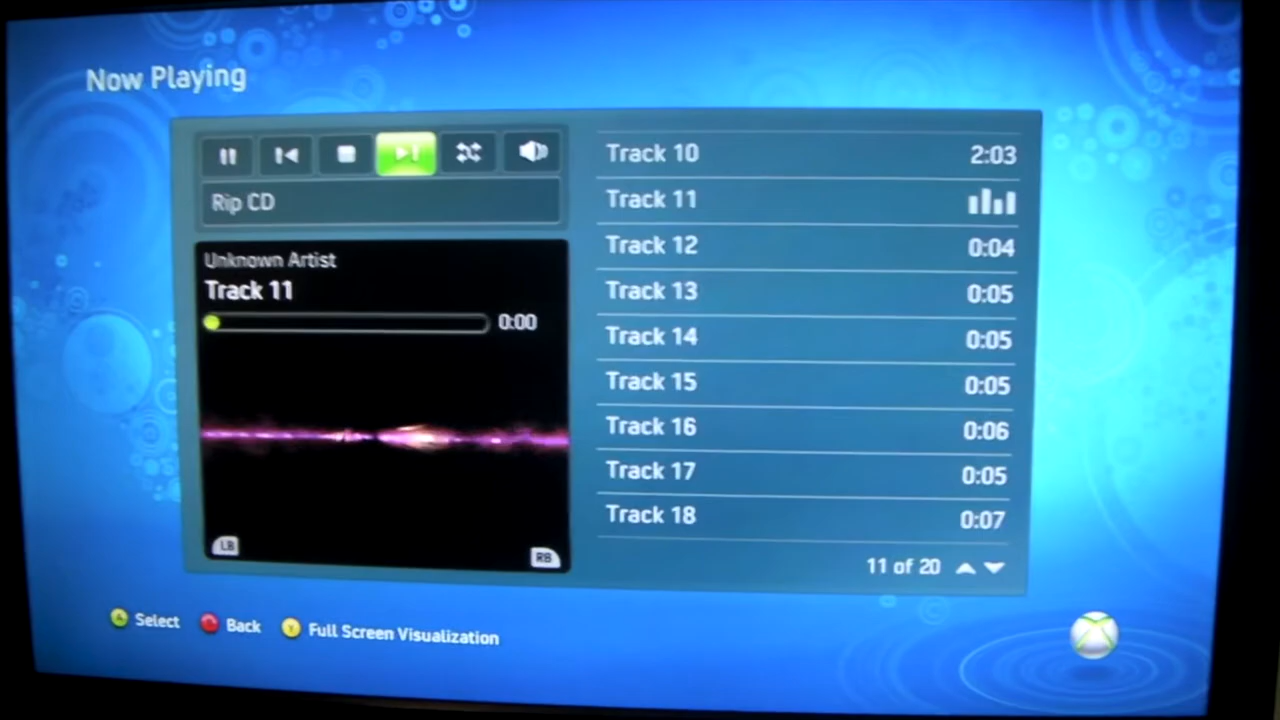 Now Playing
Rip CD
Unknown Artist
Track 11
0:00
LB
RB
Track 10 2:03
Track 11
Track 12 0:04
Track 13 0:05
Track 14 0:05
Track 15 0:05
Track 16 0:06
Track 17 0:05
Track 18 0:07
11 of 20
A Select
B Back
Y Full Screen Visualization